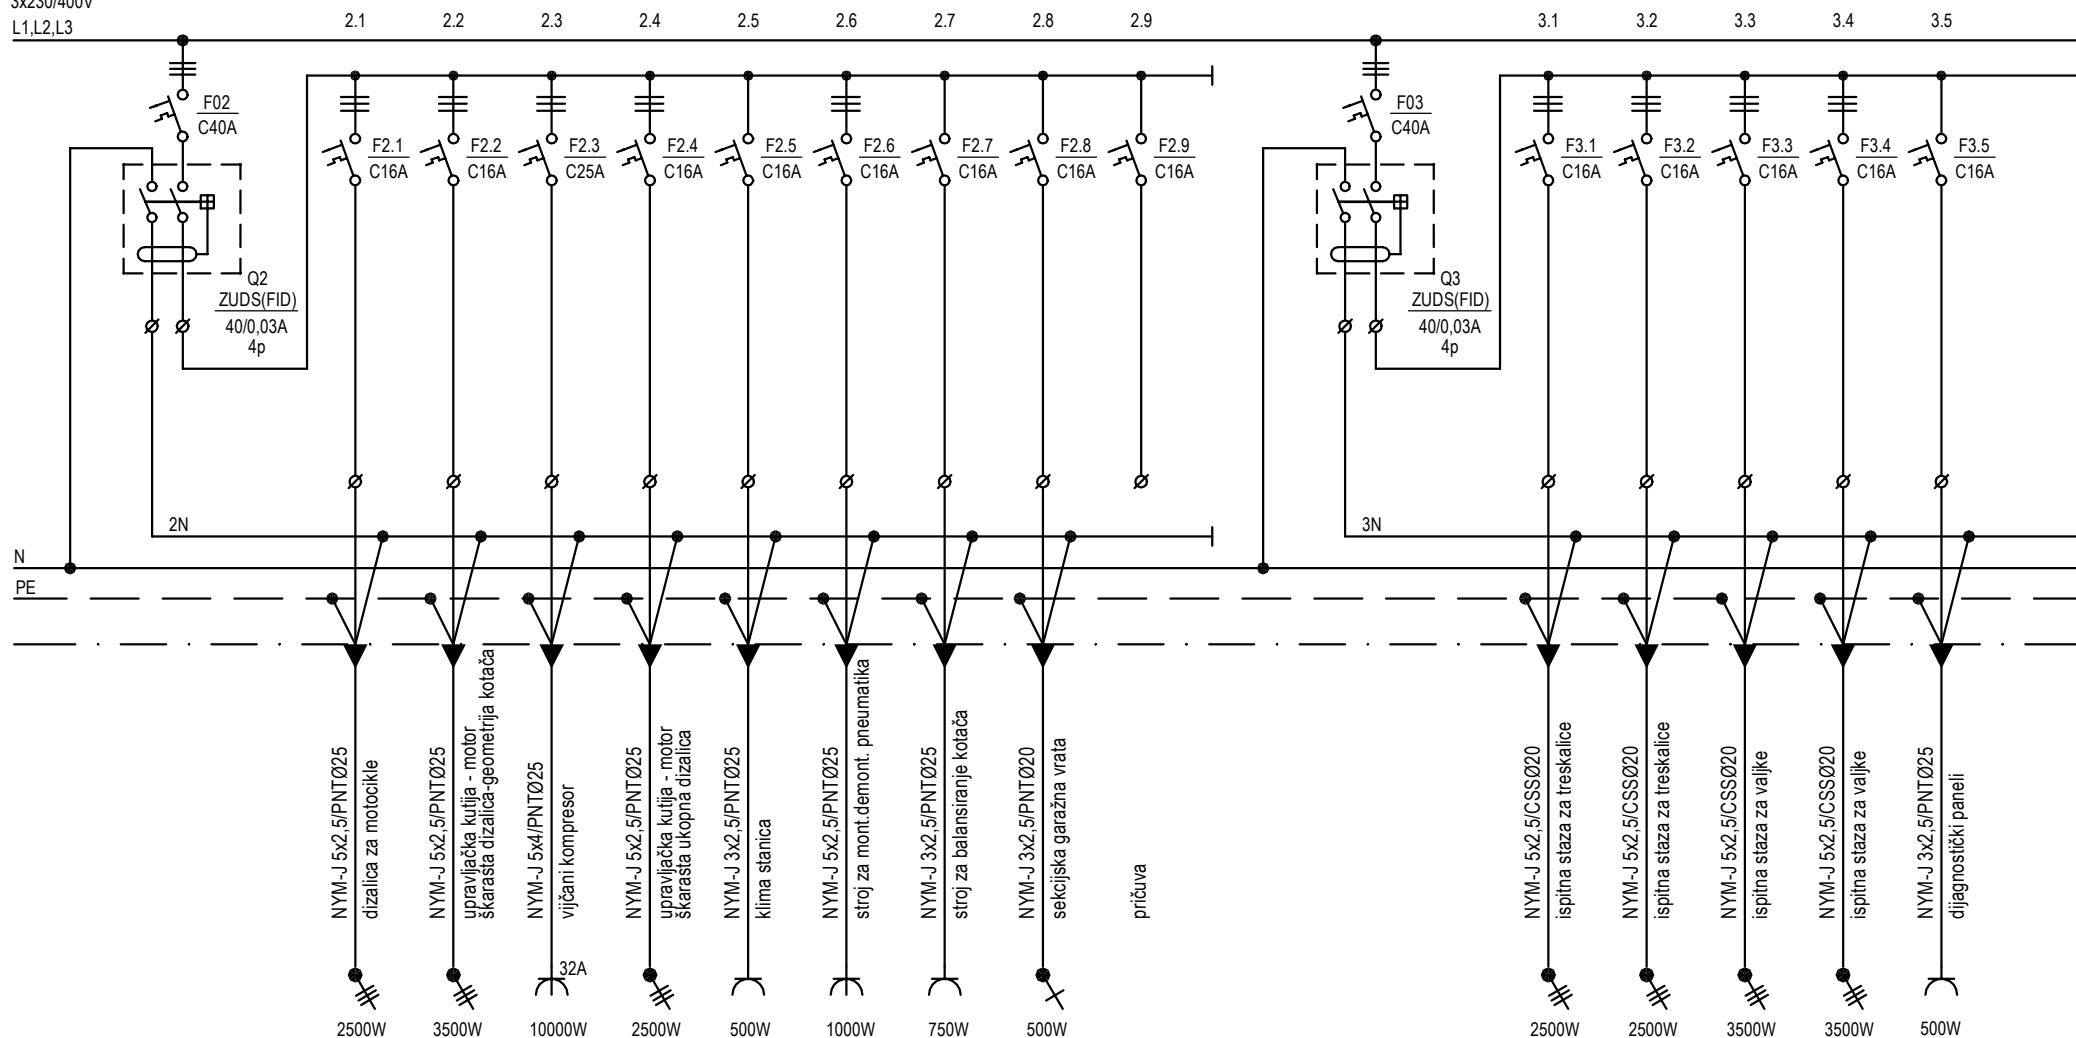 3x230/400V
L1,L2,L3
2.1
2.2
2.3
2.4
2.5
2.6
2.7
2.8
2.9
3.1
3.2
3.3
3.4
3.5
F02
C40A
F2.1
C16A
F2.2
C16A
F2.3
C25A
F2.4
C16A
F2.5
C16A
F2.6
C16A
F2.7
C16A
F2.8
C16A
F2.9
C16A
F03
C40A
F3.1
C16A
F3.2
C16A
F3.3
C16A
F3.4
C16A
F3.5
C16A
Q2
ZUDS(FID)
40/0,03A
4p
Q3
ZUDS(FID)
40/0,03A
4p
2N
3N
N
PE
NYM-J 5x2,5/PNTØ25
dizalica za motocikle
NYM-J 5x2,5/PNTØ25
upravljačka kutija - motor
škarasta dizalica-geometrija kotača
NYM-J 5x4/PNTØ25
vijčani kompresor
NYM-J 5x2,5/PNTØ25
upravljačka kutija - motor
škarasta ukopna dizalica
NYM-J 3x2,5/PNTØ25
klima stanica
NYM-J 5x2,5/PNTØ25
stroj za mont.demont. pneumatika
NYM-J 3x2,5/PNTØ25
stroj za balansiranje kotača
NYM-J 3x2,5/PNTØ20
sekcijska garažna vrata
pričuva
NYM-J 5x2,5/CSSØ20
ispitna staza za treskalice
NYM-J 5x2,5/CSSØ20
ispitna staza za treskalice
NYM-J 5x2,5/CSSØ20
ispitna staza za valjke
NYM-J 5x2,5/CSSØ20
ispitna staza za valjke
NYM-J 3x2,5/PNTØ25
dijagnostički paneli
32A
2500W
3500W
10000W
2500W
500W
1000W
750W
500W
2500W
2500W
3500W
3500W
500W